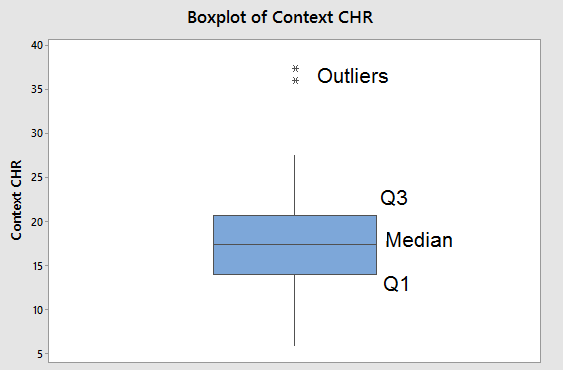 Boxplot of Context CHR
40
35
30
25
20
15
10
5
Context CHR
Outliers
Q3
Median
Q1